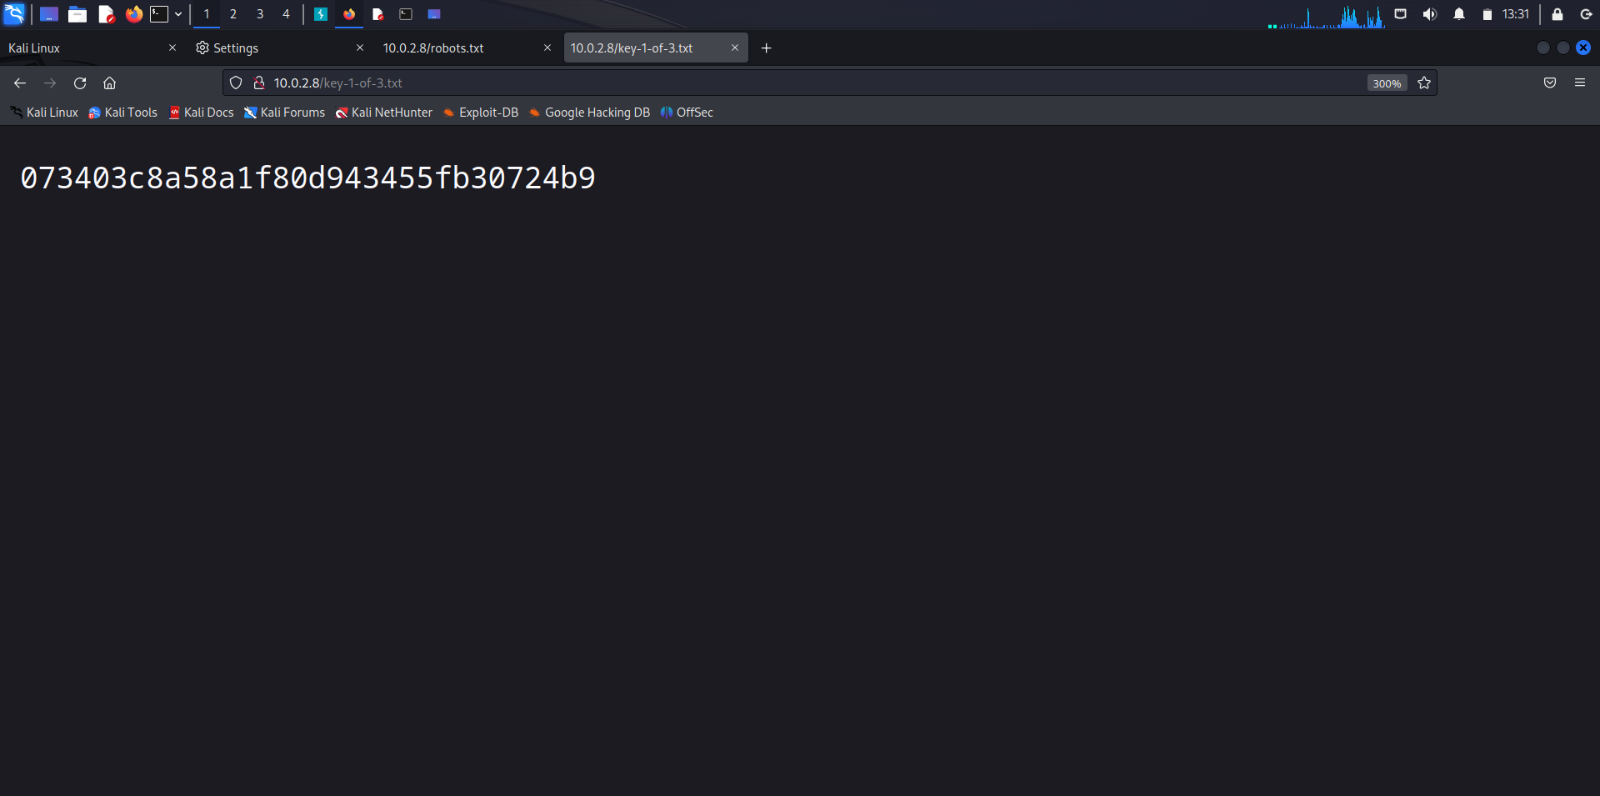 1 2 3 4 13:31
Kali Linux Settings 10.0.2.8/robots.txt 10.0.2.8/key-1-of-3.txt
10.0.2.8/key-1-of-3.txt 300%
Kali Linux Kali Tools Kali Docs Kali Forums Kali NetHunter Exploit-DB Google Hacking DB OffSec
073403c8a58a1f80d943455fb30724b9